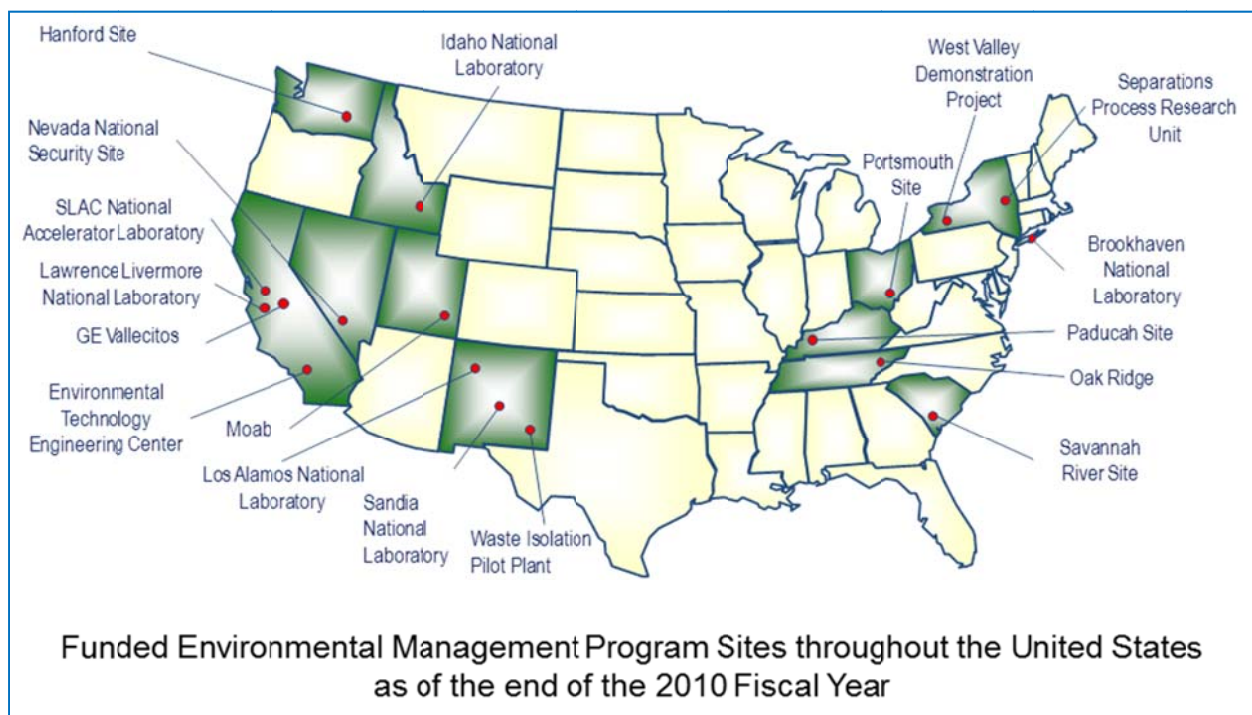 Hanford Site
Idaho National
Laboratory
West Valley
Demonstration
Project
Separations
Process Research
Unit
Nevada National
Security Site
Portsmouth
Site
SLAC National
Accelerator Laboratory
Lawrence Livermore
National Laboratory
GE Vallecitos
Brookhaven
National
Laboratory
Paducah Site
Oak Ridge
Environmental
Technology
Engineering Center
Moab
Los Alamos National
Laboratory
Sandia
National
Laboratory
Waste Isolation
Pilot Plant
Savannah
River Site
Funded Environmental Management Program Sites throughout the United States
as of the end of the 2010 Fiscal Year